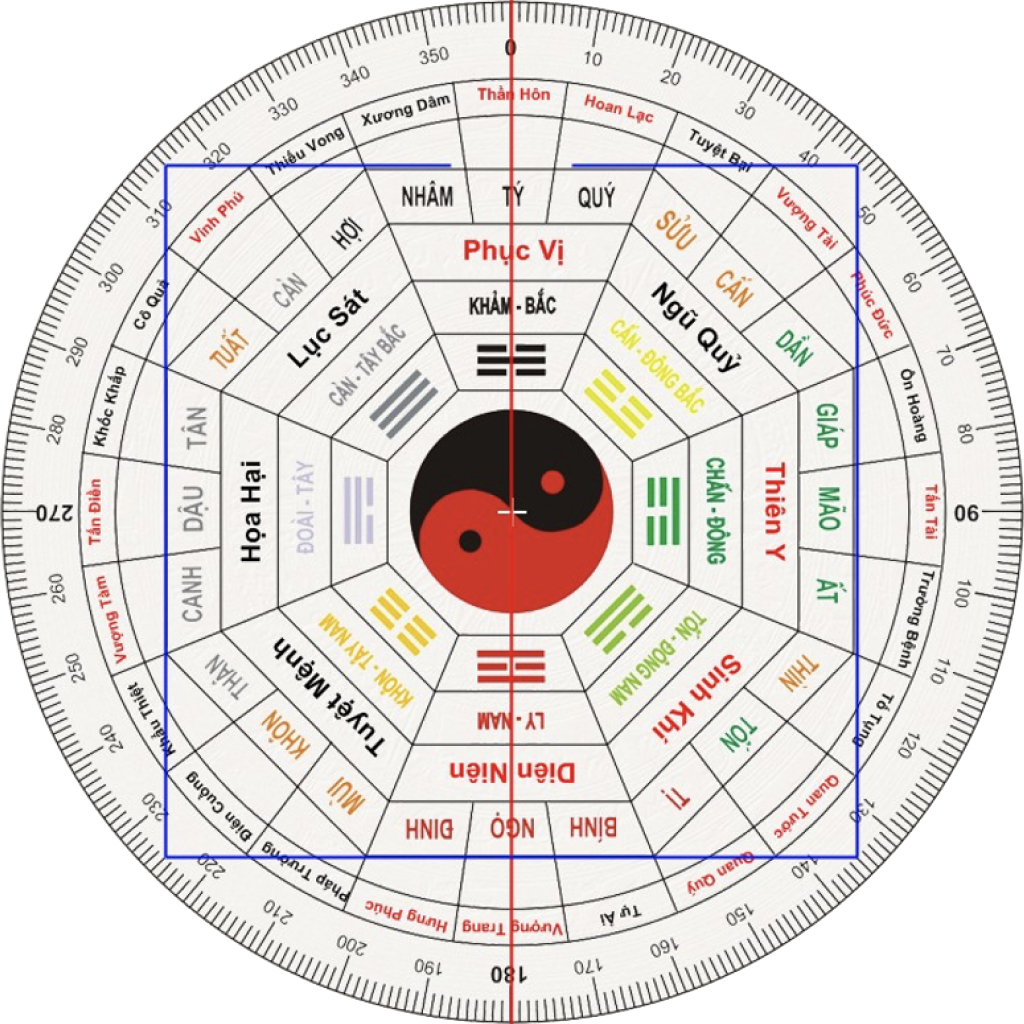 0
10
20
30
40
50
60
70
80
90
100
110
120
130
140
150
160
170
180
190
200
210
220
230
240
250
260
270
280
290
300
310
320
330
340
350
Thần Hôn
Hoan Lạc
Tuyệt Bại
Vượng Tài
Phúc Đức
Ôn Hoàng
Tấn Tài
Trường Bệnh
Tố Tụng
Quan Tước
Quan Quý
Tự Ải
Vượng Trang
Hưng Phúc
Pháp Trường
Điên Cuồng
Khẩu Thiệt
Vượng Tàm
Tấn Điền
Khốc Khấp
Cô Quả
Vinh Phú
Thiếu Vong
Xương Dâm
NHÂM
TÝ
QUÝ
SỬU
CẤN
DẦN
GIÁP
MÃO
ẤT
THÌN
TỐN
TỊ
BÍNH
NGỌ
ĐINH
MÙI
KHÔN
THÂN
CANH
DẬU
TÂN
TUẤT
CÀN
HỢI
Phục Vị
Ngũ Quỷ
Thiên Y
Sinh Khí
Diên Niên
Tuyệt Mệnh
Họa Hại
Lục Sát
KHẢM - BẮC
CẤN - ĐÔNG BẮC
CHẤN - ĐÔNG
TỐN - ĐÔNG NAM
LY - NAM
KHÔN - TÂY NAM
ĐOÀI - TÂY
CÀN - TÂY BẮC